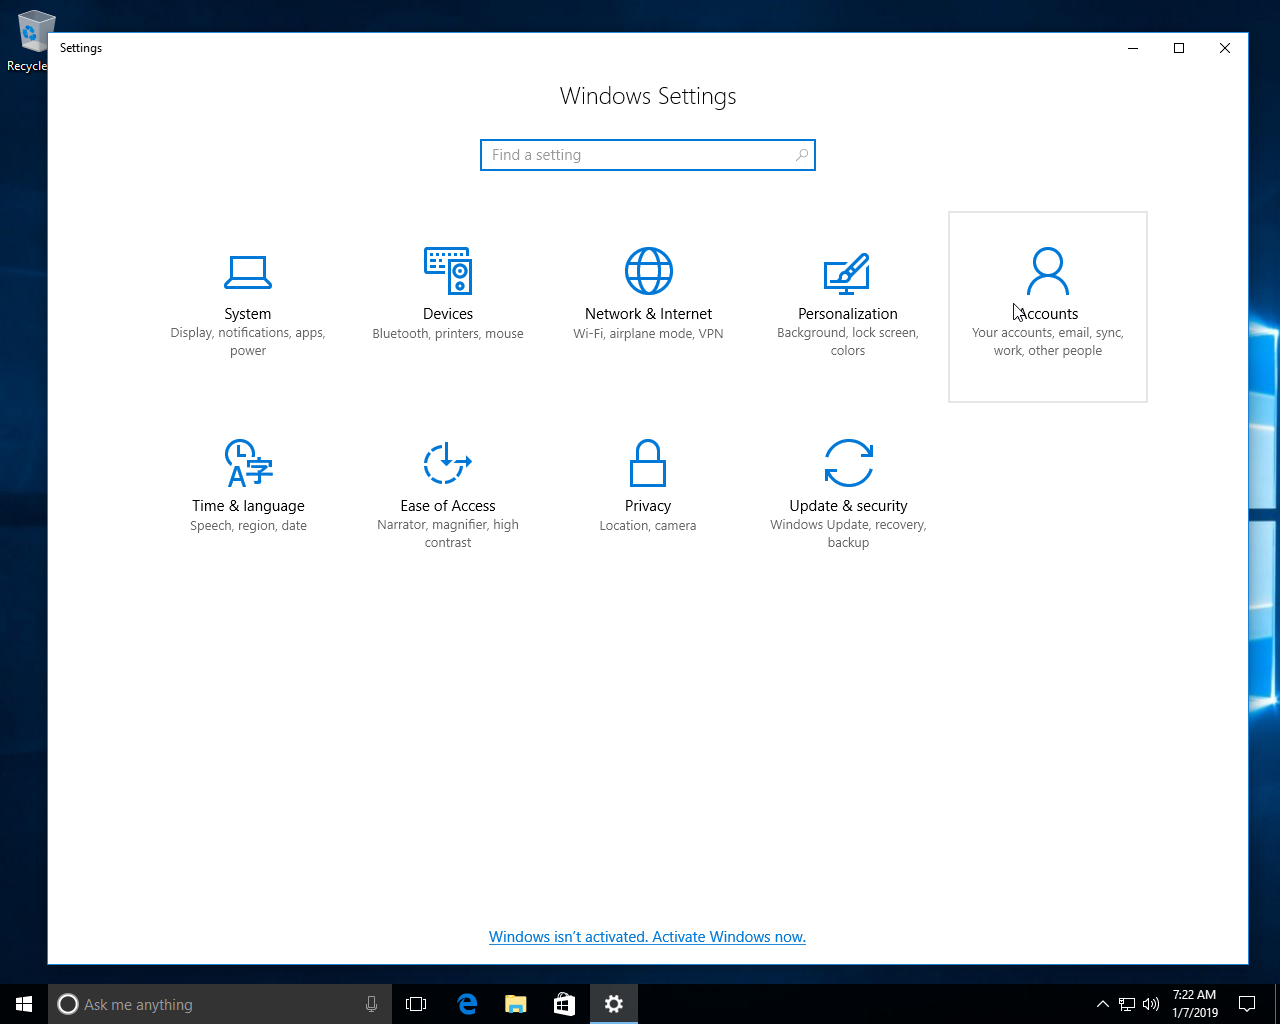 Recycle
Settings
Windows Settings
Find a setting
System
Display, notifications, apps,
power
Devices
Bluetooth, printers, mouse
Network & Internet
Wi-Fi, airplane mode, VPN
Personalization
Background, lock screen,
colors
Accounts
Your accounts, email, sync,
work, other people
A字
Time & language
Speech, region, date
Ease of Access
Narrator, magnifier, high
contrast
Privacy
Location, camera
Update & security
Windows Update, recovery,
backup
Windows isn't activated. Activate Windows now.
Ask me anything
7:22 AM
1/7/2019